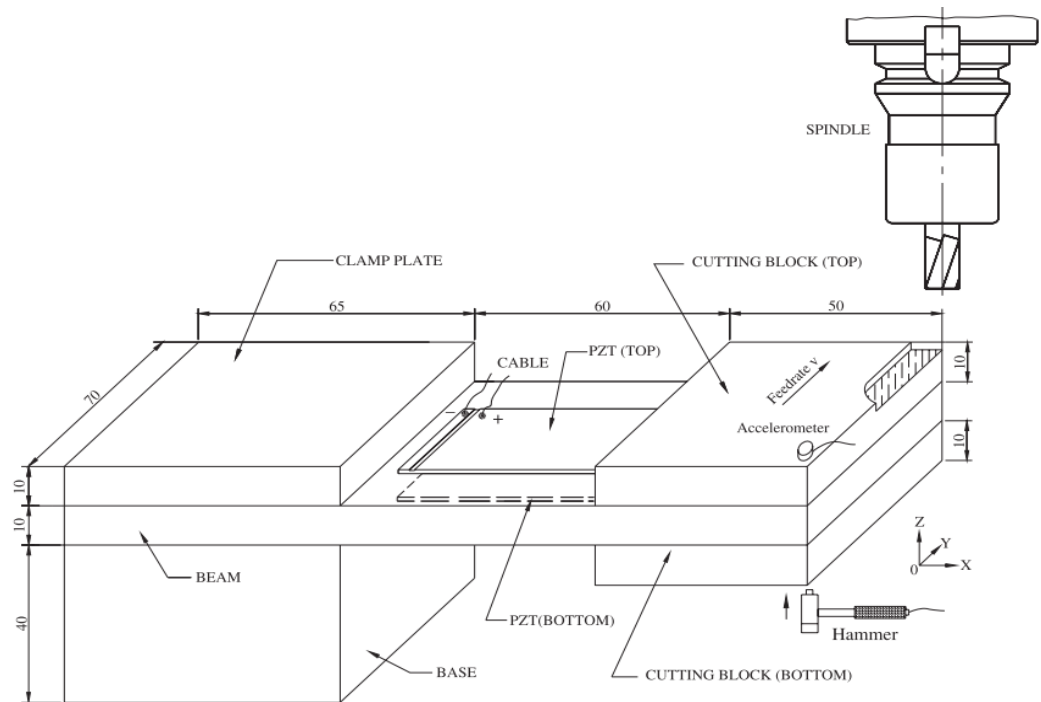 SPINDLE
CLAMP PLATE
CUTTING BLOCK (TOP)
65
60
50
PZT (TOP)
CABLE
10
70
Feedrate v
− +
Accelerometer
10
10
10
Z
Y
0 X
BEAM
40
PZT(BOTTOM)
Hammer
BASE
CUTTING BLOCK (BOTTOM)